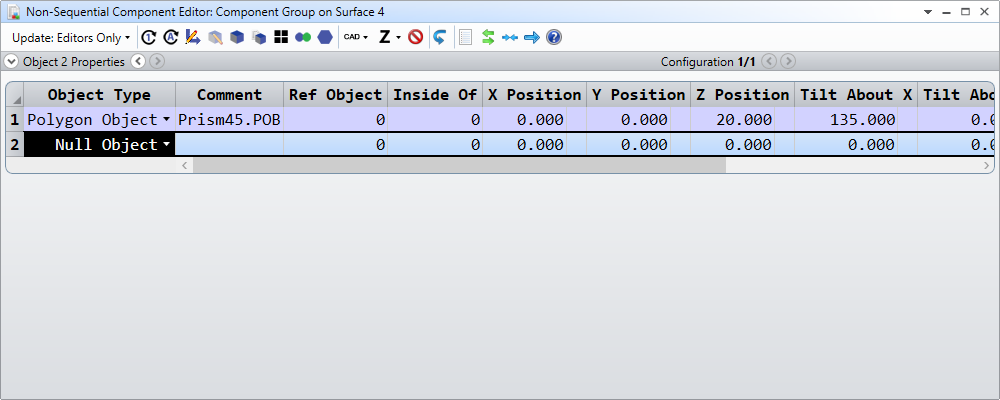 Non-Sequential Component Editor: Component Group on Surface 4
Update: Editors Only 1 A CAD Z ?
Object 2 Properties Configuration 1/1
Object Type Comment Ref Object Inside Of X Position Y Position Z Position Tilt About X Tilt Abo
1 Polygon Object Prism45.POB 0 0 0.000 0.000 20.000 135.000 0.0
2 Null Object 0 0 0.000 0.000 0.000 0.000 0.0